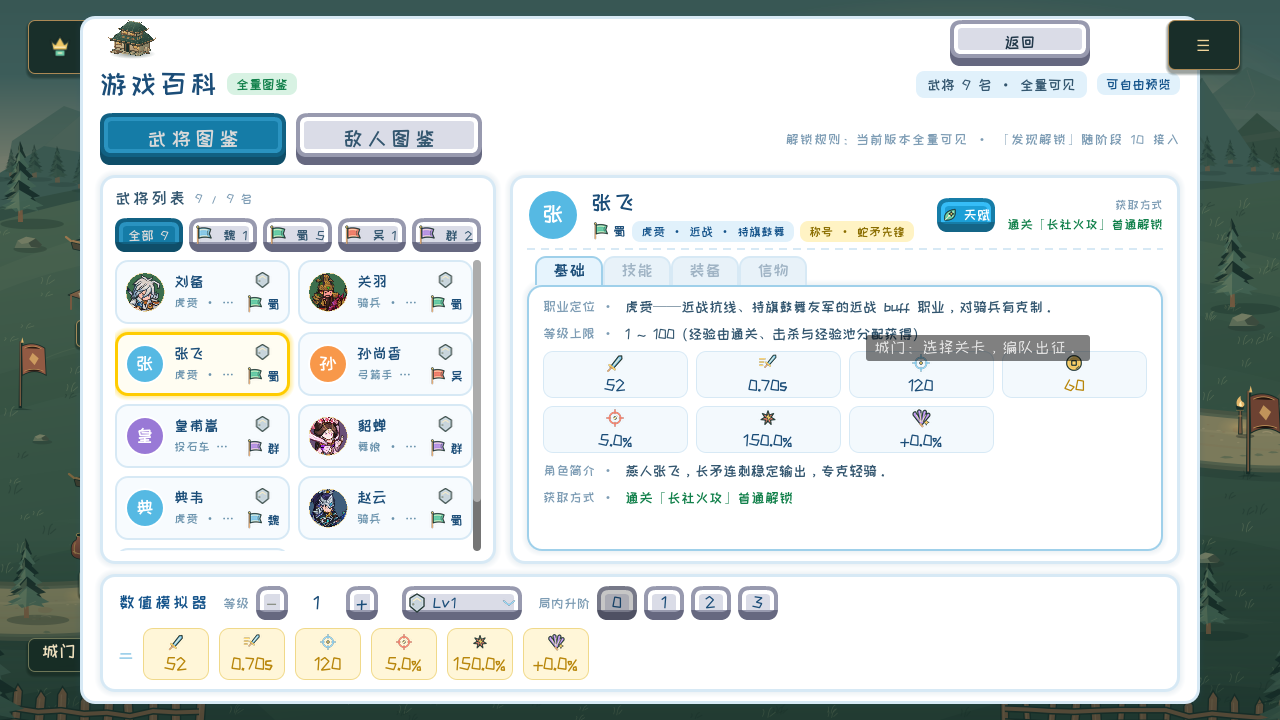 返回
☰
游戏百科
全量图鉴
武将 9 名 · 全量可见
可自由预览
武将图鉴
敌人图鉴
解锁规则：当前版本全量可见 · 「发现解锁」随阶段 10 接入
武将列表
9 / 9 名
全部 9
魏 1
蜀 5
吴 1
群 2
刘备
虎贲 · …
蜀
关羽
骑兵 · …
蜀
张
张飞
虎贲 · …
蜀
孙
孙尚香
弓箭手 …
吴
皇
皇甫嵩
投石车 …
群
貂蝉
舞娘 · …
群
典
典韦
虎贲 · …
魏
赵云
骑兵 · …
蜀
张
张飞
蜀
虎贲 · 近战 · 持旗鼓舞
称号 · 蛇矛先锋
天赋
获取方式
通关「长社火攻」首通解锁
基础
技能
装备
信物
职业定位 ·
虎贲——近战抗线、持旗鼓舞友军的近战 buff 职业，对骑兵有克制。
等级上限 ·
1 ~ 100（经验由通关、击杀与经验池分配获得）
城门：选择关卡，编队出征。
52
0.70s
120
60
5.0%
150.0%
+0.0%
角色简介 ·
燕人张飞，长矛连刺稳定输出，专克轻骑。
获取方式 ·
通关「长社火攻」首通解锁
数值模拟器
等级
－
1
+
Lv1
局内升阶
0
1
2
3
=
52
0.70s
120
5.0%
150.0%
+0.0%
城门